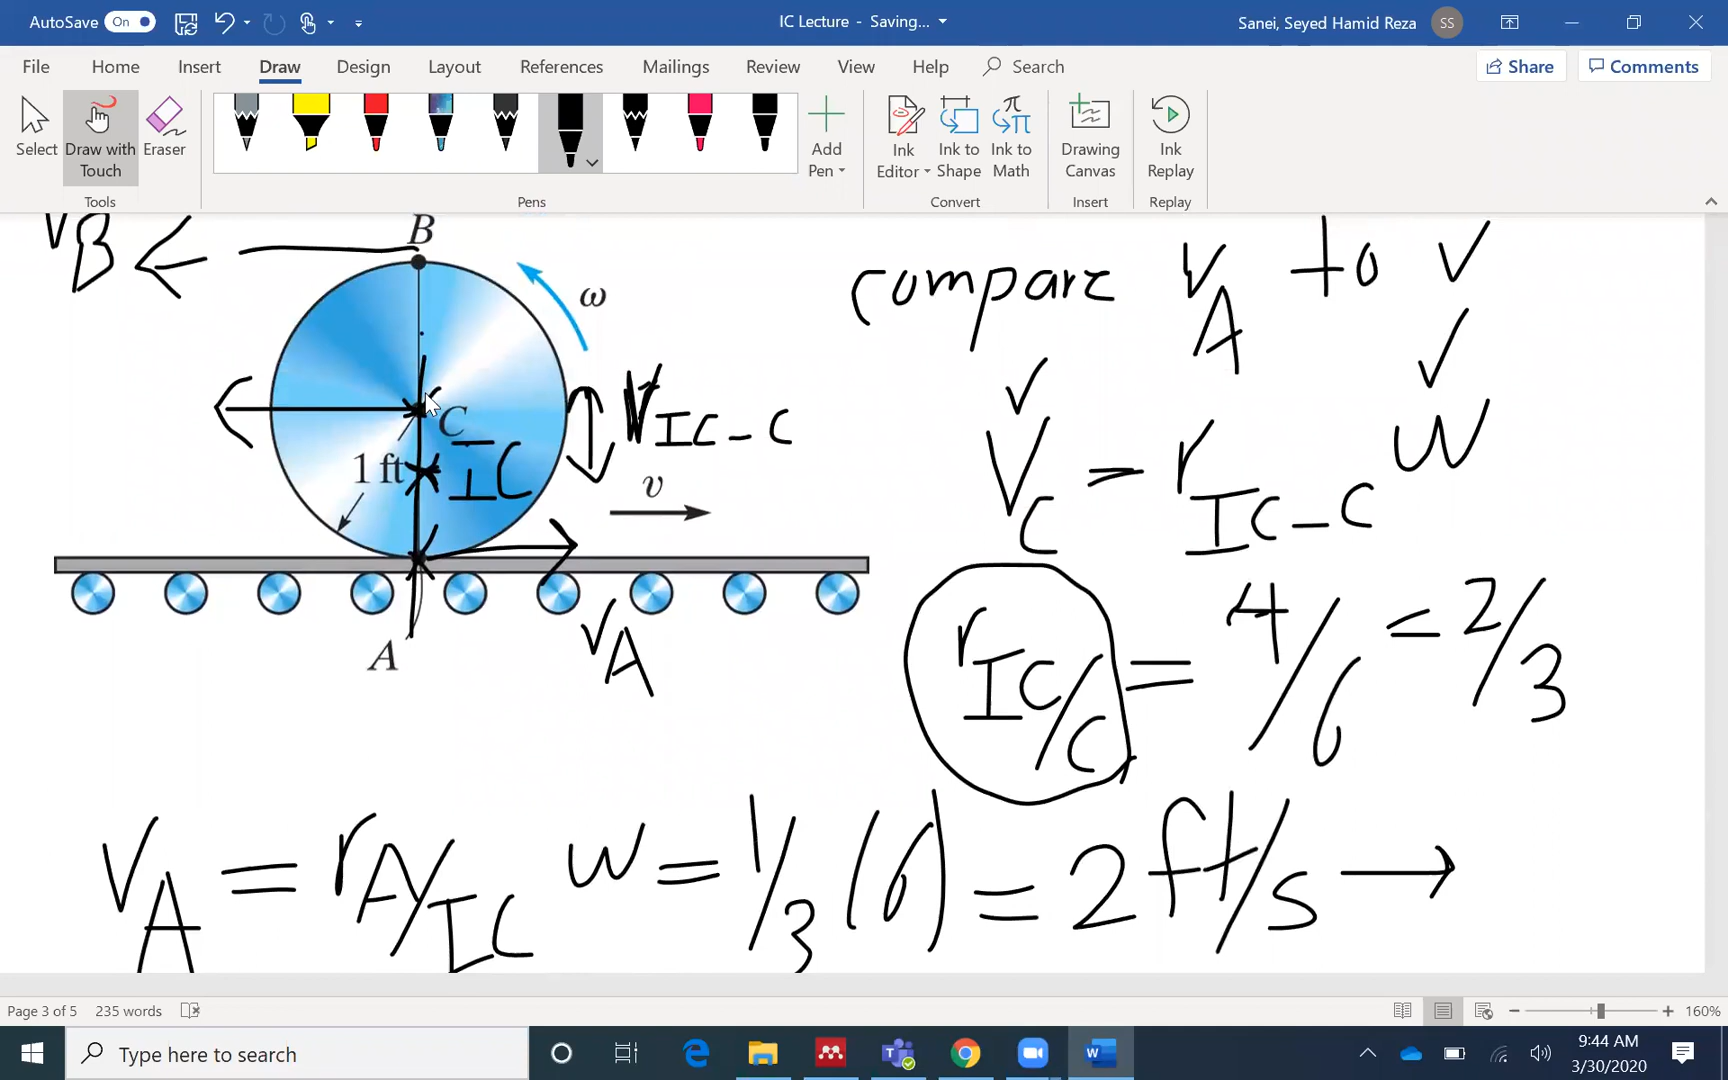 AutoSave On
IC Lecture - Saving...
Sanei, Seyed Hamid Reza SS
File Home Insert Draw Design Layout References Mailings Review View Help Search
Share Comments
Select
Draw with Touch
Eraser
Add Pen
Ink Editor
Ink to Shape
Ink to Math
Drawing Canvas
Ink Replay
Tools
Pens
Convert
Insert
Replay
VB
B
ω
C
IC
1 ft
v
VIC-C
A
VA
compare VA to V
VC = rIC-C W
rIC/C = 4/6 = 2/3
VA = rA/IC W = 1/3 (6) = 2 ft/s →
Page 3 of 5 235 words
160%
Type here to search
9:44 AM
3/30/2020